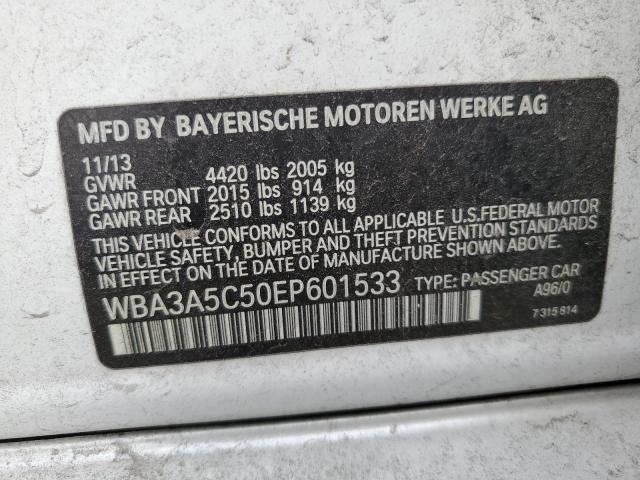 MFD BY BAYERISCHE MOTOREN WERKE AG
11/13
GVWR 4420 lbs 2005 kg
GAWR FRONT 2015 lbs 914 kg
GAWR REAR 2510 lbs 1139 kg
THIS VEHICLE CONFORMS TO ALL APPLICABLE U.S.FEDERAL MOTOR
VEHICLE SAFETY, BUMPER AND THEFT PREVENTION STANDARDS
IN EFFECT ON THE DATE OF MANUFACTURE SHOWN ABOVE.
WBA3A5C50EP601533 TYPE: PASSENGER CAR
A96/0
7 315 814